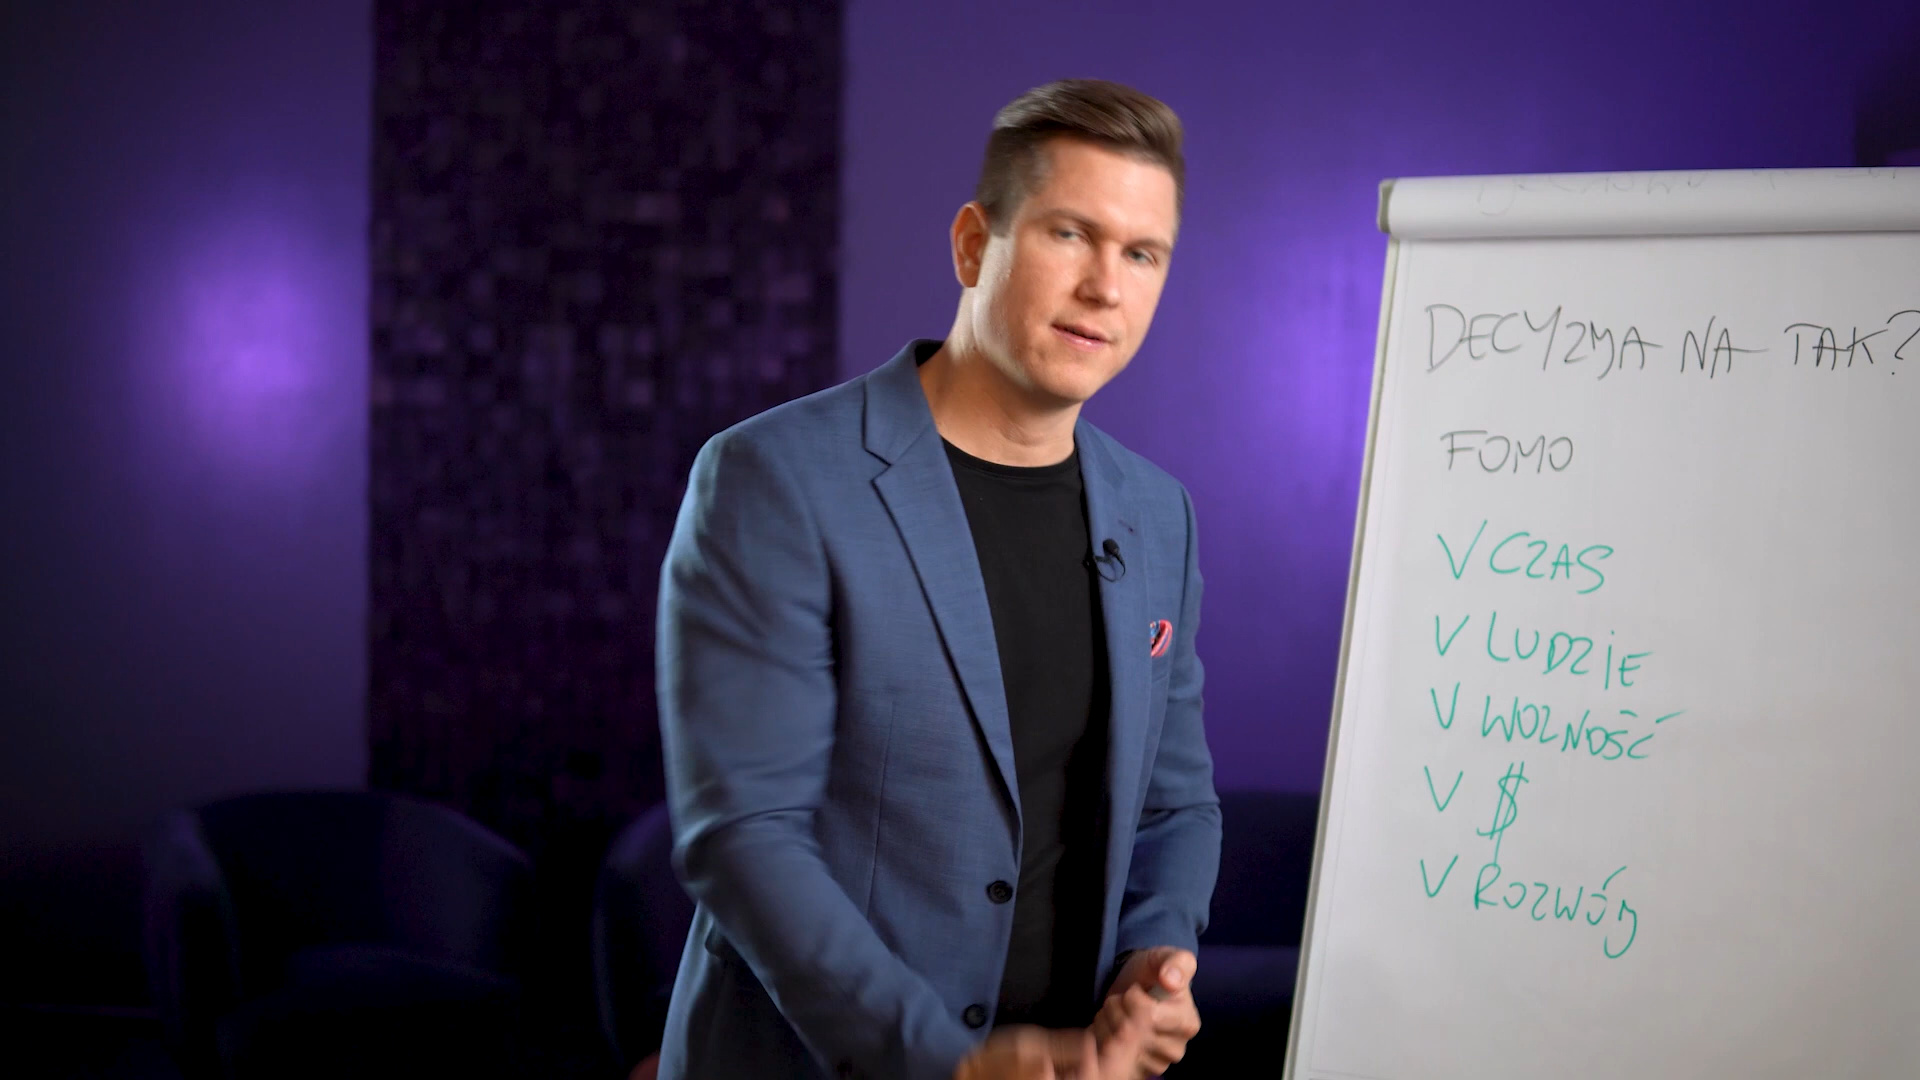 DECYZJA NA TAK?
FOMO
V CZAS
V LUDZIE
V WOLNOŚĆ
V $
V ROZWÓJ